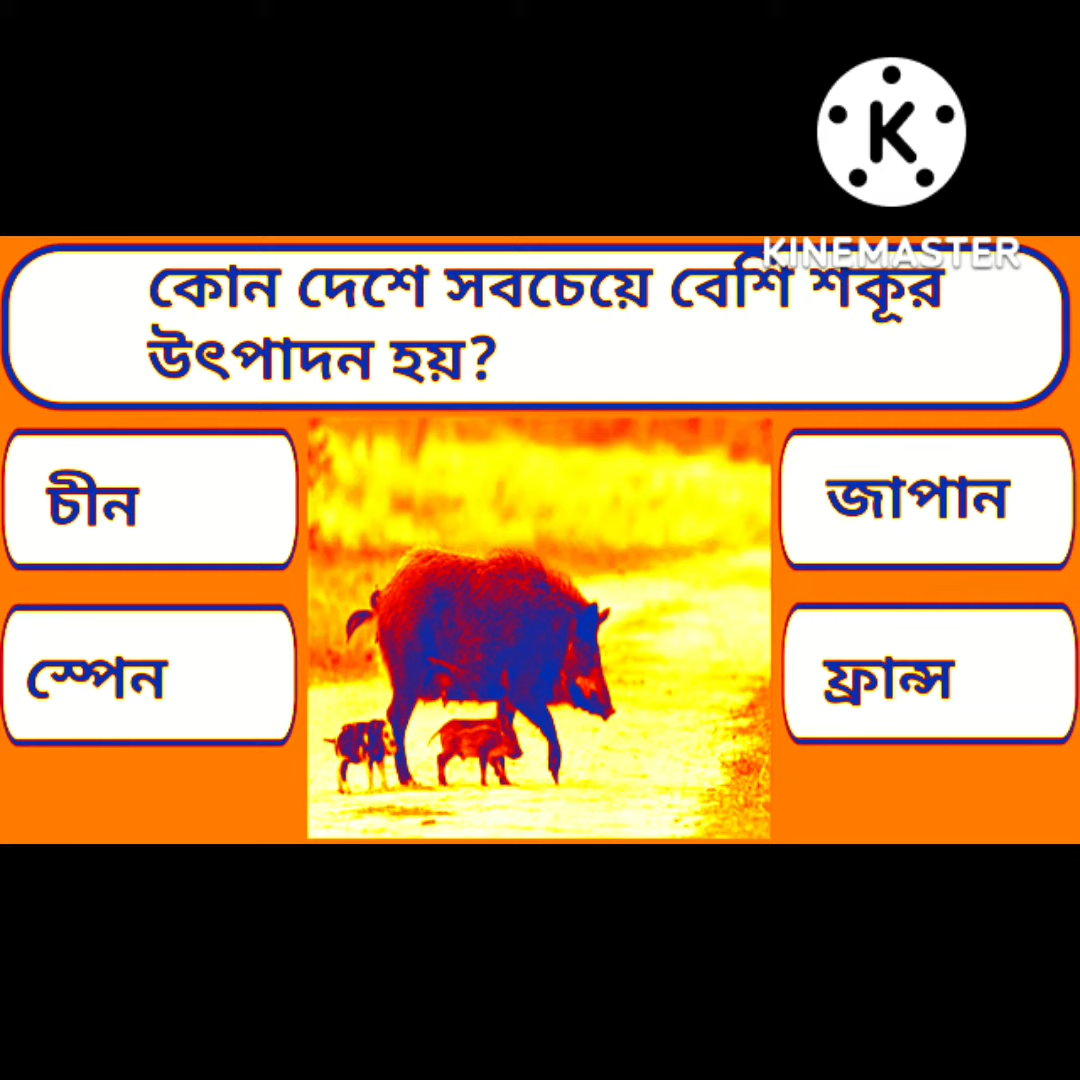 K
KINEMASTER
কোন দেশে সবচেয়ে বেশি শকূর
উৎপাদন হয়?
চীন
জাপান
স্পেন
ফ্রান্স